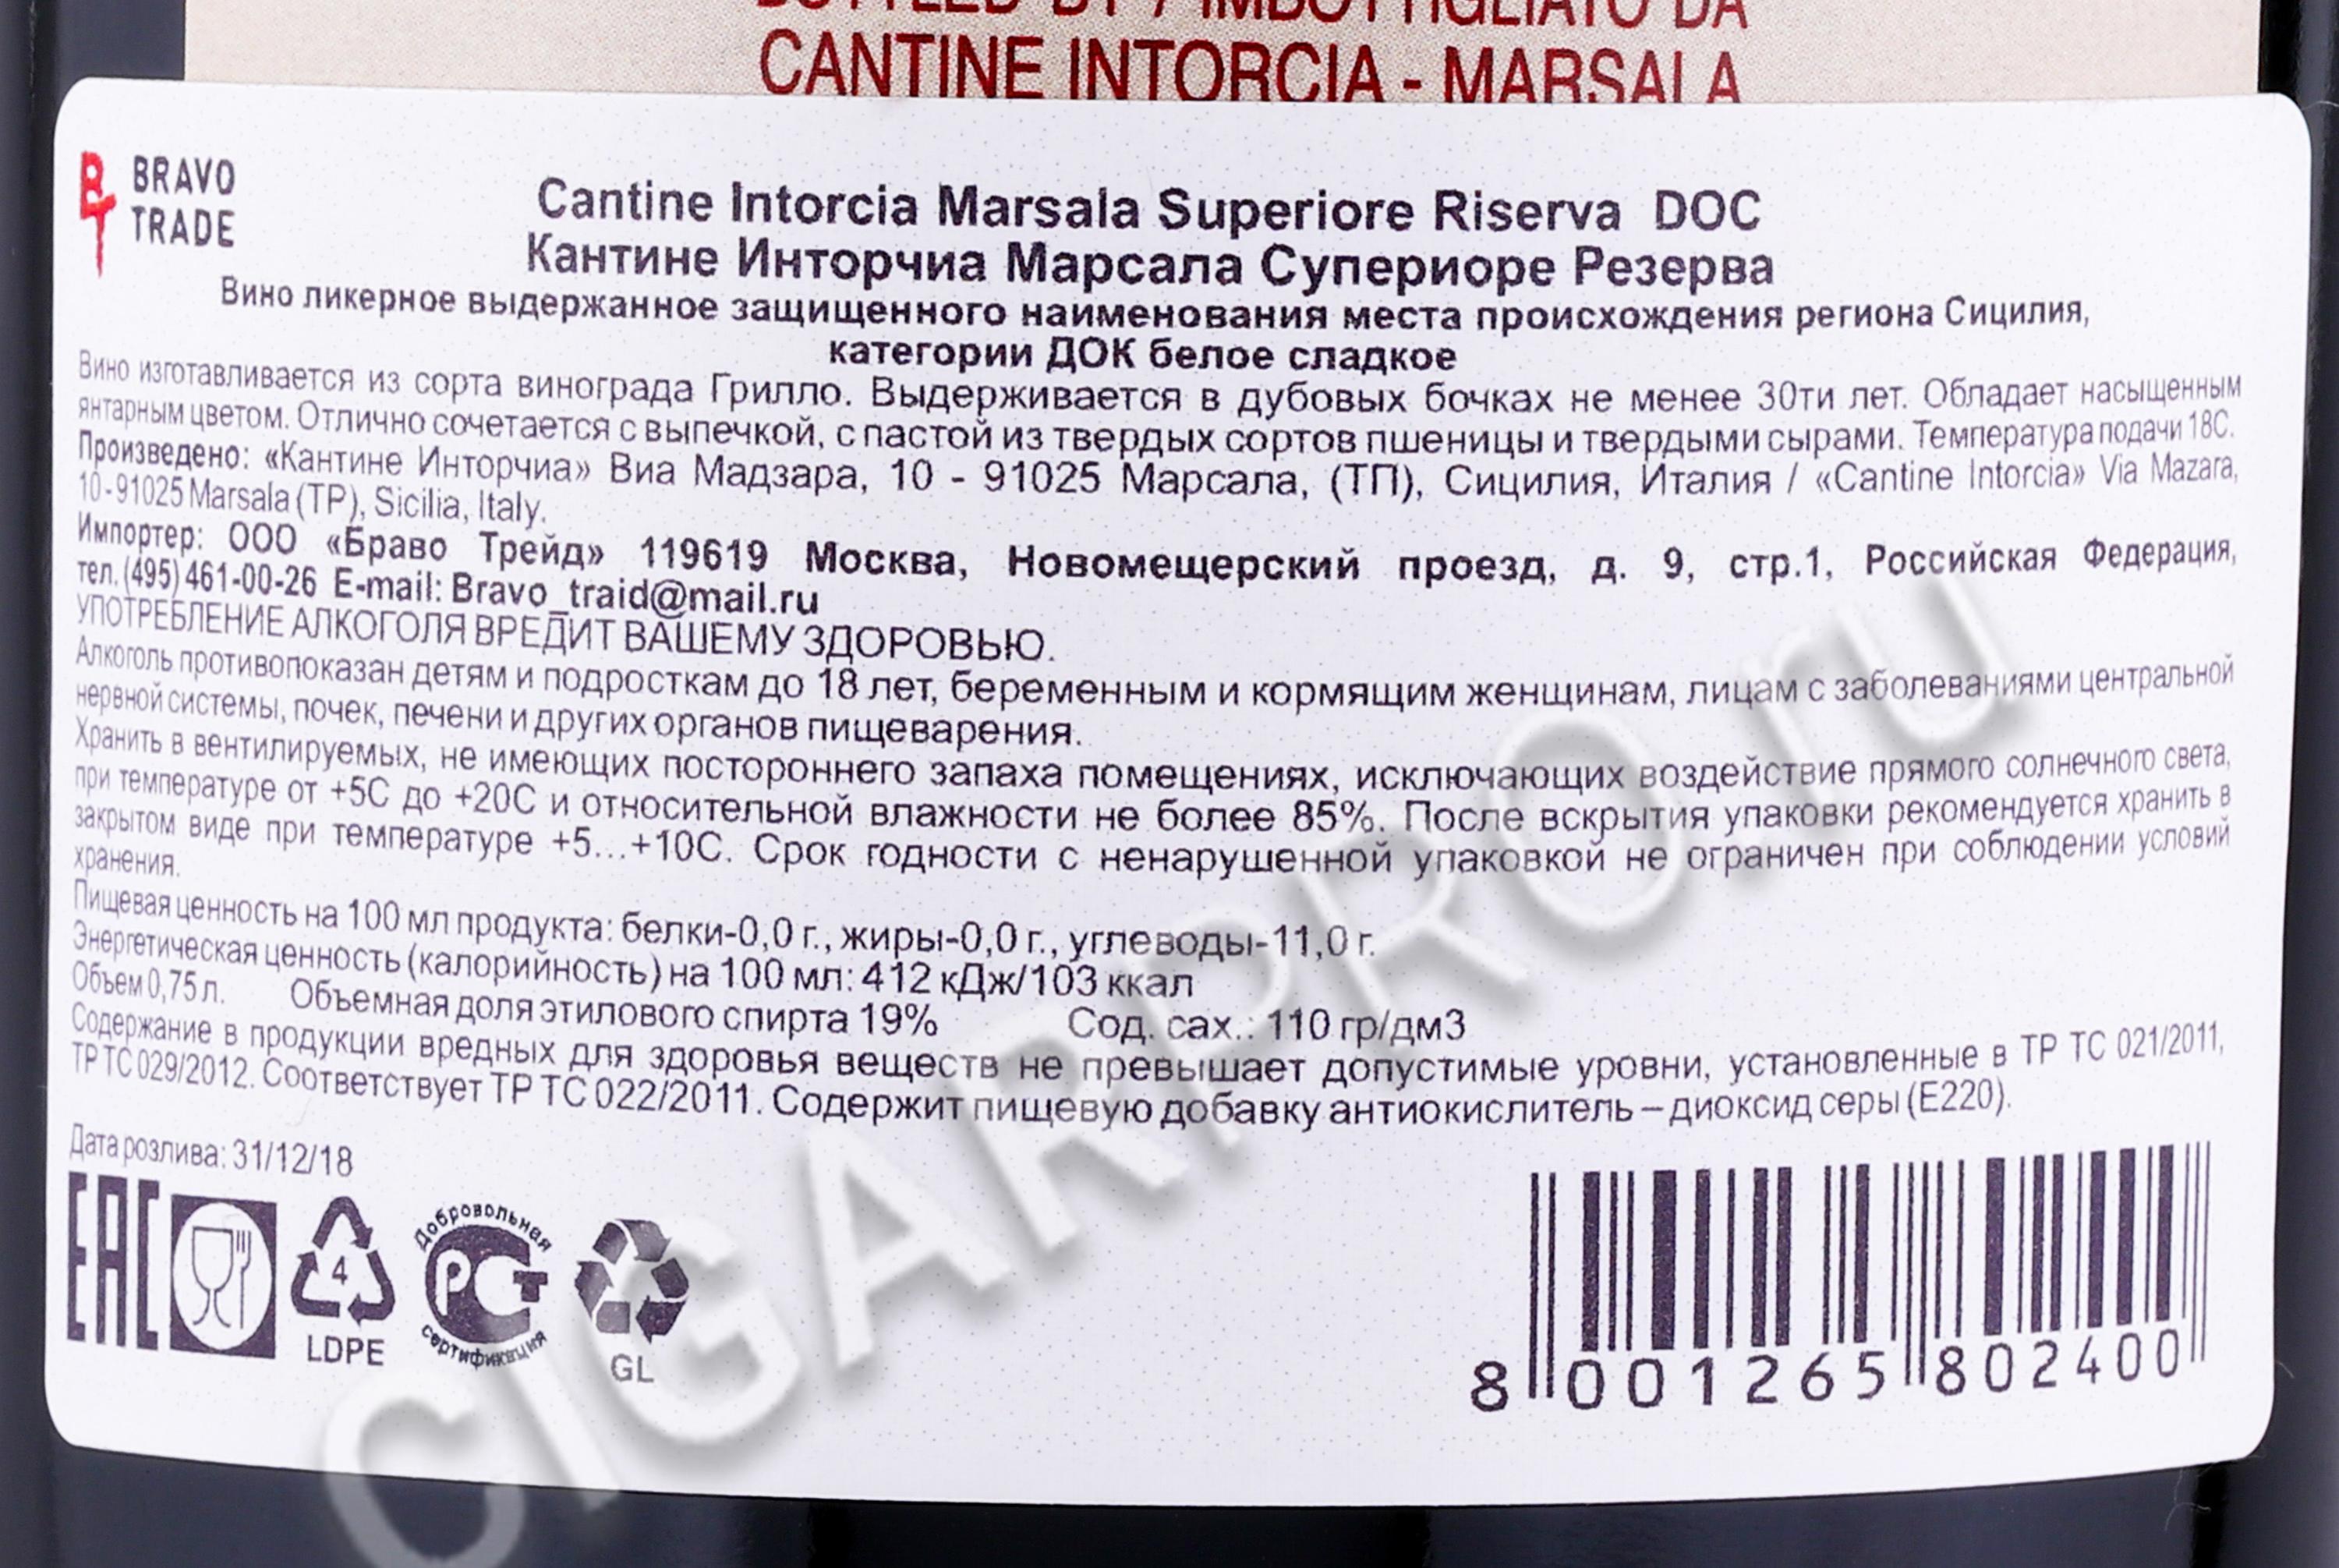 BOTTLED BY / IMBOTTIGLIATO DA
CANTINE INTORCIA - MARSALA
BRAVO
TRADE
Cantine Intorcia Marsala Superiore Riserva DOC
Кантине Инторчиа Марсала Супериоре Резерва
Вино ликерное выдержанное защищенного наименования места происхождения региона Сицилия,
категории ДОК белое сладкое
Вино изготавливается из сорта винограда Грилло. Выдерживается в дубовых бочках не менее 30ти лет. Обладает насыщенным
янтарным цветом. Отлично сочетается с выпечкой, с пастой из твердых сортов пшеницы и твердыми сырами. Температура подачи 18С.
Произведено: «Кантине Инторчиа» Виа Мадзара, 10 - 91025 Марсала, (ТП), Сицилия, Италия / «Cantine Intorcia» Via Mazara,
10-91025 Marsala (TP), Sicilia, Italy.
Импортер: ООО «Браво Трейд» 119619 Москва, Новомещерский проезд, д. 9, стр.1, Российская Федерация,
тел. (495) 461-00-26 E-mail: Bravo_traid@mail.ru
УПОТРЕБЛЕНИЕ АЛКОГОЛЯ ВРЕДИТ ВАШЕМУ ЗДОРОВЬЮ.
Алкоголь противопоказан детям и подросткам до 18 лет, беременным и кормящим женщинам, лицам с заболеваниями центральной
нервной системы, почек, печени и других органов пищеварения.
Хранить в вентилируемых, не имеющих постороннего запаха помещениях, исключающих воздействие прямого солнечного света,
при температуре от +5С до +20С и относительной влажности не более 85%. После вскрытия упаковки рекомендуется хранить в
закрытом виде при температуре +5...+10С. Срок годности с ненарушенной упаковкой не ограничен при соблюдении условий
хранения.
Пищевая ценность на 100 мл продукта: белки-0,0 г., жиры-0,0 г., углеводы-11,0 г.
Энергетическая ценность (калорийность) на 100 мл: 412 кДж/103 ккал
Объем 0,75 л. Объемная доля этилового спирта 19% Сод. сах.: 110 гр/дм3
Содержание в продукции вредных для здоровья веществ не превышает допустимые уровни, установленные в ТР ТС 021/2011,
ТР ТС 029/2012. Соответствует ТР ТС 022/2011. Содержит пищевую добавку антиокислитель – диоксид серы (Е220).
Дата розлива: 31/12/18
EAC
4
LDPE
Добровольная
РСТ
сертификация
GL
8 001265 802400
CIGARPRO.ru